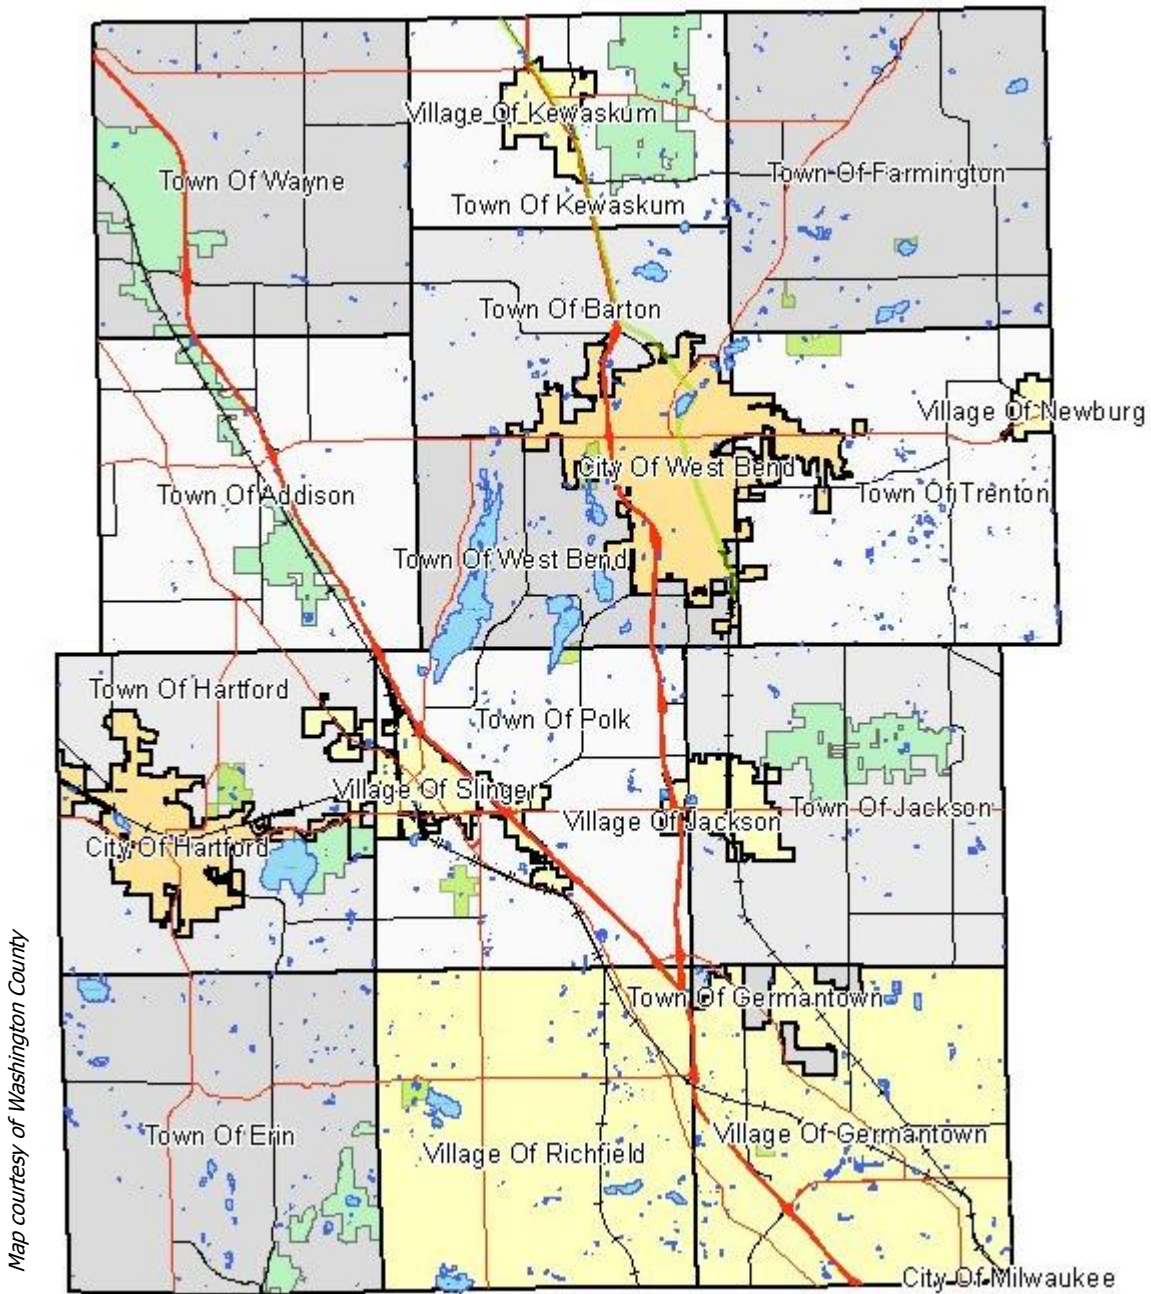 Village Of Kewaskum
Town Of Wayne
Town Of Farmington
Town Of Kewaskum
Town Of Barton
Village Of Newburg
City Of West Bend
Town Of Addison
Town Of Trenton
Town Of West Bend
Town Of Hartford
Town Of Polk
Village Of Slinger
Town Of Jackson
Village Of Jackson
City Of Hartford
Map courtesy of Washington County
Town Of Germantown
Town Of Erin
Village Of Germantown
Village Of Richfield
City Of Milwaukee